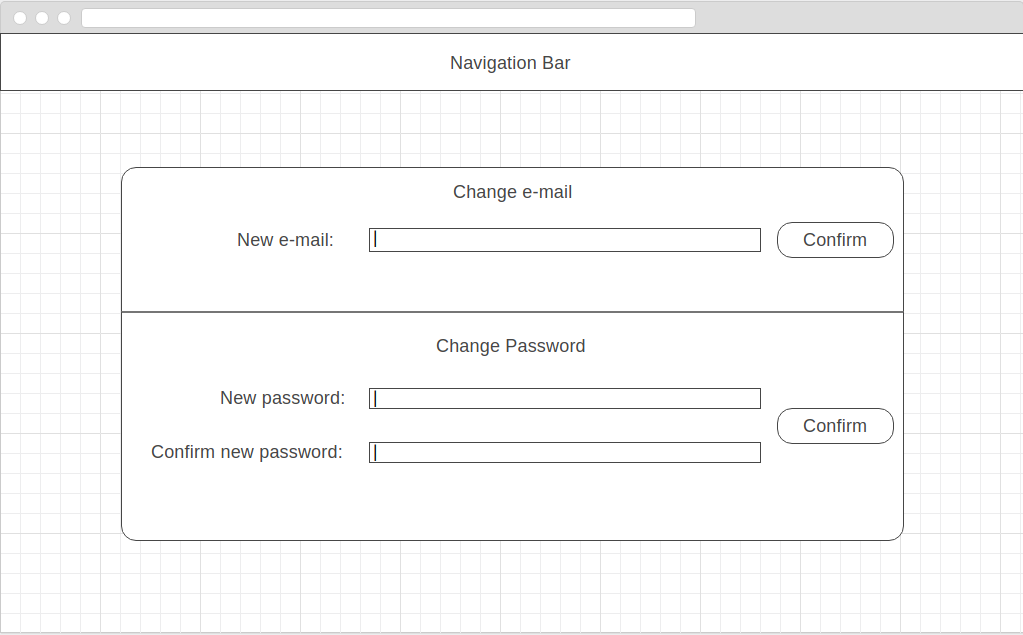 Navigation Bar
Change e-mail
New e-mail:
Confirm
Change Password
New password:
Confirm
Confirm new password: